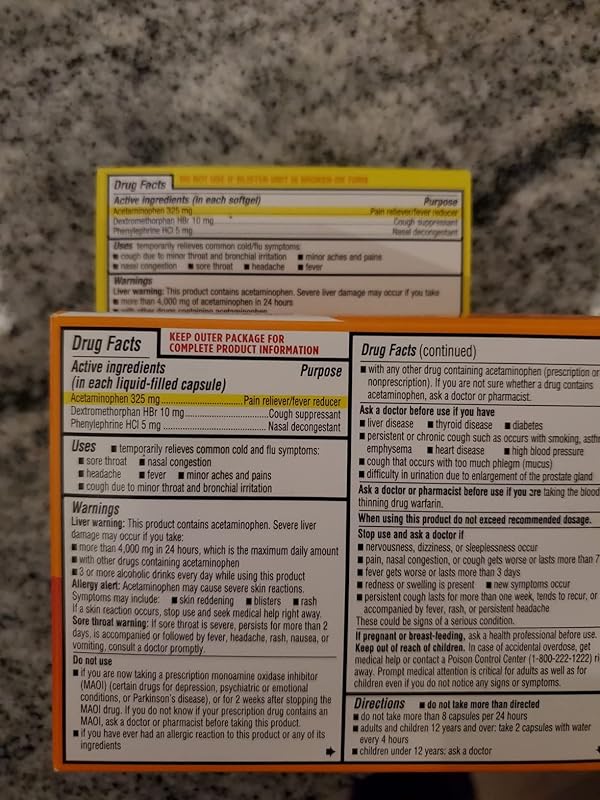 DO NOT USE IF BLISTER UNIT IS BROKEN OR TORN
Drug Facts
Active ingredients (in each softgel) Purpose
Acetaminophen 325 mg Pain reliever/fever reducer
Dextromethorphan HBr 10 mg Cough suppressant
Phenylephrine HCl 5 mg Nasal decongestant
Uses temporarily relieves common cold/flu symptoms:
■ cough due to minor throat and bronchial irritation ■ minor aches and pains
■ nasal congestion ■ sore throat ■ headache ■ fever
Warnings
Liver warning: This product contains acetaminophen. Severe liver damage may occur if you take
■ more than 4,000 mg of acetaminophen in 24 hours
■ with other drugs containing acetaminophen
Drug Facts
KEEP OUTER PACKAGE FOR
COMPLETE PRODUCT INFORMATION
Active ingredients
(in each liquid-filled capsule) Purpose
Acetaminophen 325 mg Pain reliever/fever reducer
Dextromethorphan HBr 10 mg Cough suppressant
Phenylephrine HCl 5 mg Nasal decongestant
Uses ■ temporarily relieves common cold and flu symptoms:
■ sore throat ■ nasal congestion
■ headache ■ fever ■ minor aches and pains
■ cough due to minor throat and bronchial irritation
Warnings
Liver warning: This product contains acetaminophen. Severe liver
damage may occur if you take:
■ more than 4,000 mg in 24 hours, which is the maximum daily amount
■ with other drugs containing acetaminophen
■ 3 or more alcoholic drinks every day while using this product
Allergy alert: Acetaminophen may cause severe skin reactions.
Symptoms may include: ■ skin reddening ■ blisters ■ rash
If a skin reaction occurs, stop use and seek medical help right away.
Sore throat warning: If sore throat is severe, persists for more than 2
days, is accompanied or followed by fever, headache, rash, nausea, or
vomiting, consult a doctor promptly.
Do not use
■ if you are now taking a prescription monoamine oxidase inhibitor
(MAOI) (certain drugs for depression, psychiatric or emotional
conditions, or Parkinson's disease), or for 2 weeks after stopping the
MAOI drug. If you do not know if your prescription drug contains an
MAOI, ask a doctor or pharmacist before taking this product.
■ if you have ever had an allergic reaction to this product or any of its
ingredients
Drug Facts (continued)
■ with any other drug containing acetaminophen (prescription or
nonprescription). If you are not sure whether a drug contains
acetaminophen, ask a doctor or pharmacist.
Ask a doctor before use if you have
■ liver disease ■ thyroid disease ■ diabetes
■ persistent or chronic cough such as occurs with smoking, asth
emphysema ■ heart disease ■ high blood pressure
■ cough that occurs with too much phlegm (mucus)
■ difficulty in urination due to enlargement of the prostate gland
Ask a doctor or pharmacist before use if you are taking the blood
thinning drug warfarin.
When using this product do not exceed recommended dosage.
Stop use and ask a doctor if
■ nervousness, dizziness, or sleeplessness occur
■ pain, nasal congestion, or cough gets worse or lasts more than 7
■ fever gets worse or lasts more than 3 days
■ redness or swelling is present ■ new symptoms occur
■ persistent cough lasts for more than one week, tends to recur, or
accompanied by fever, rash, or persistent headache
These could be signs of a serious condition.
If pregnant or breast-feeding, ask a health professional before use.
Keep out of reach of children. In case of accidental overdose, get
medical help or contact a Poison Control Center (1-800-222-1222) ri
away. Prompt medical attention is critical for adults as well as for
children even if you do not notice any signs or symptoms.
Directions ■ do not take more than directed
■ do not take more than 8 capsules per 24 hours
■ adults and children 12 years and over: take 2 capsules with water
every 4 hours
■ children under 12 years: ask a doctor